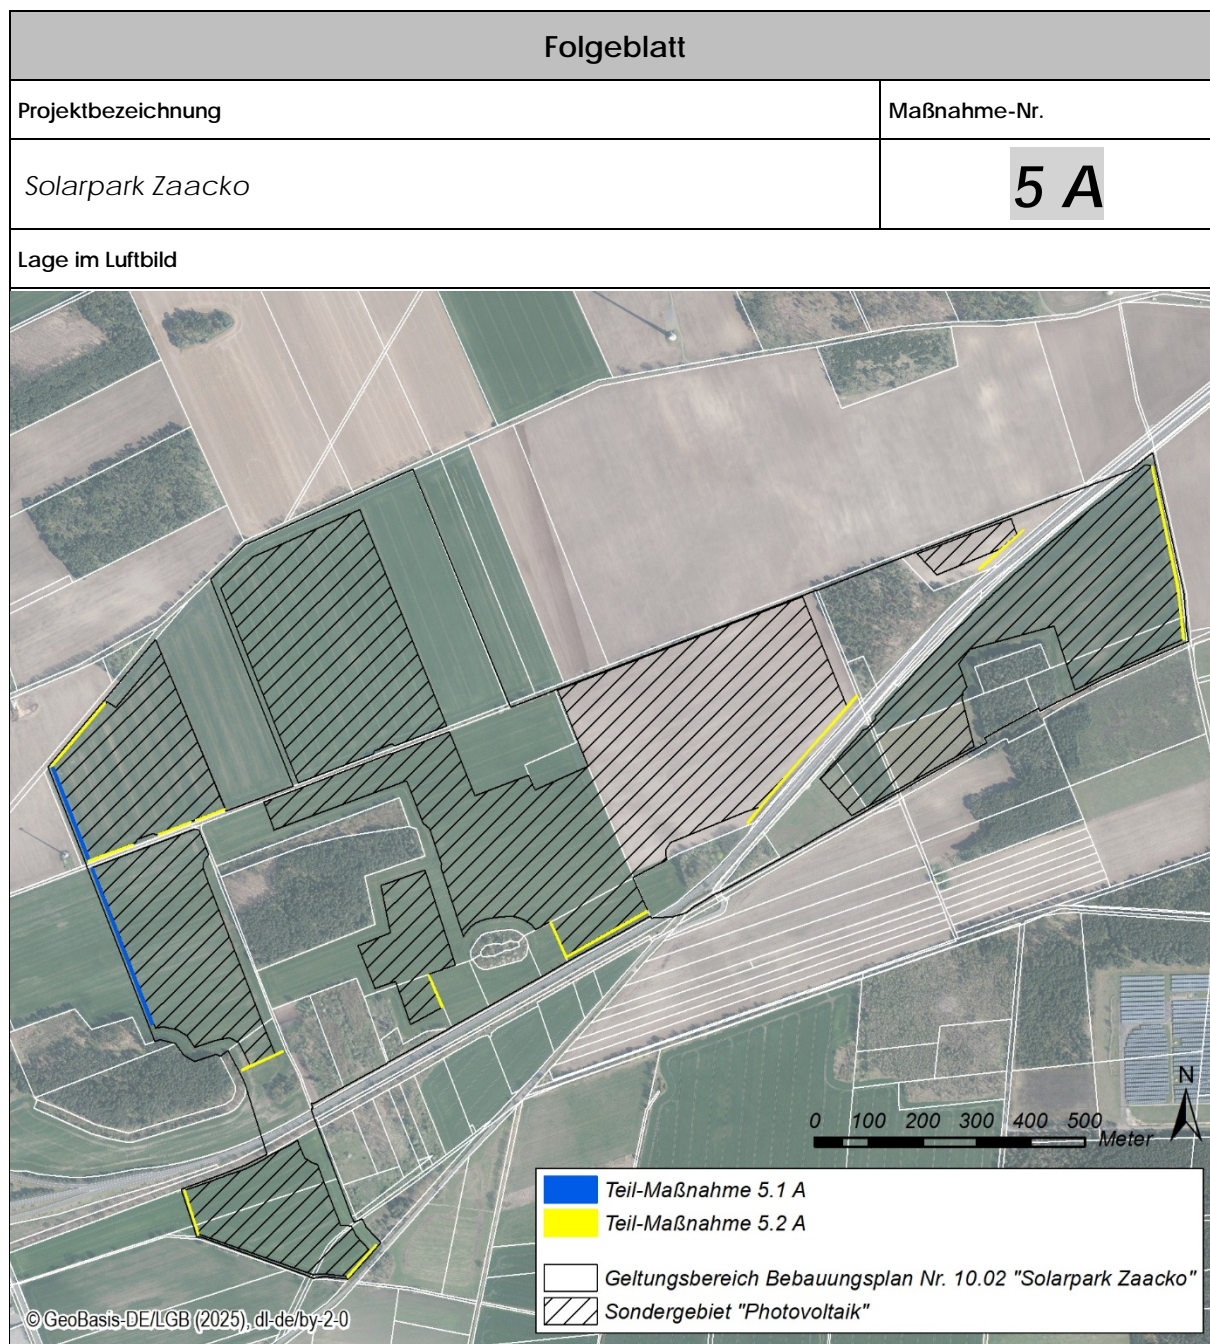 Folgeblatt
Projektbezeichnung
Maßnahme-Nr.
Solarpark Zaacko
5 A
Lage im Luftbild
N
0 100 200 300 400 500
Meter
Teil-Maßnahme 5.1 A
Teil-Maßnahme 5.2 A
Geltungsbereich Bebauungsplan Nr. 10.02 "Solarpark Zaacko"
Sondergebiet "Photovoltaik"
© GeoBasis-DE/LGB (2025), dl-de/by-2-0